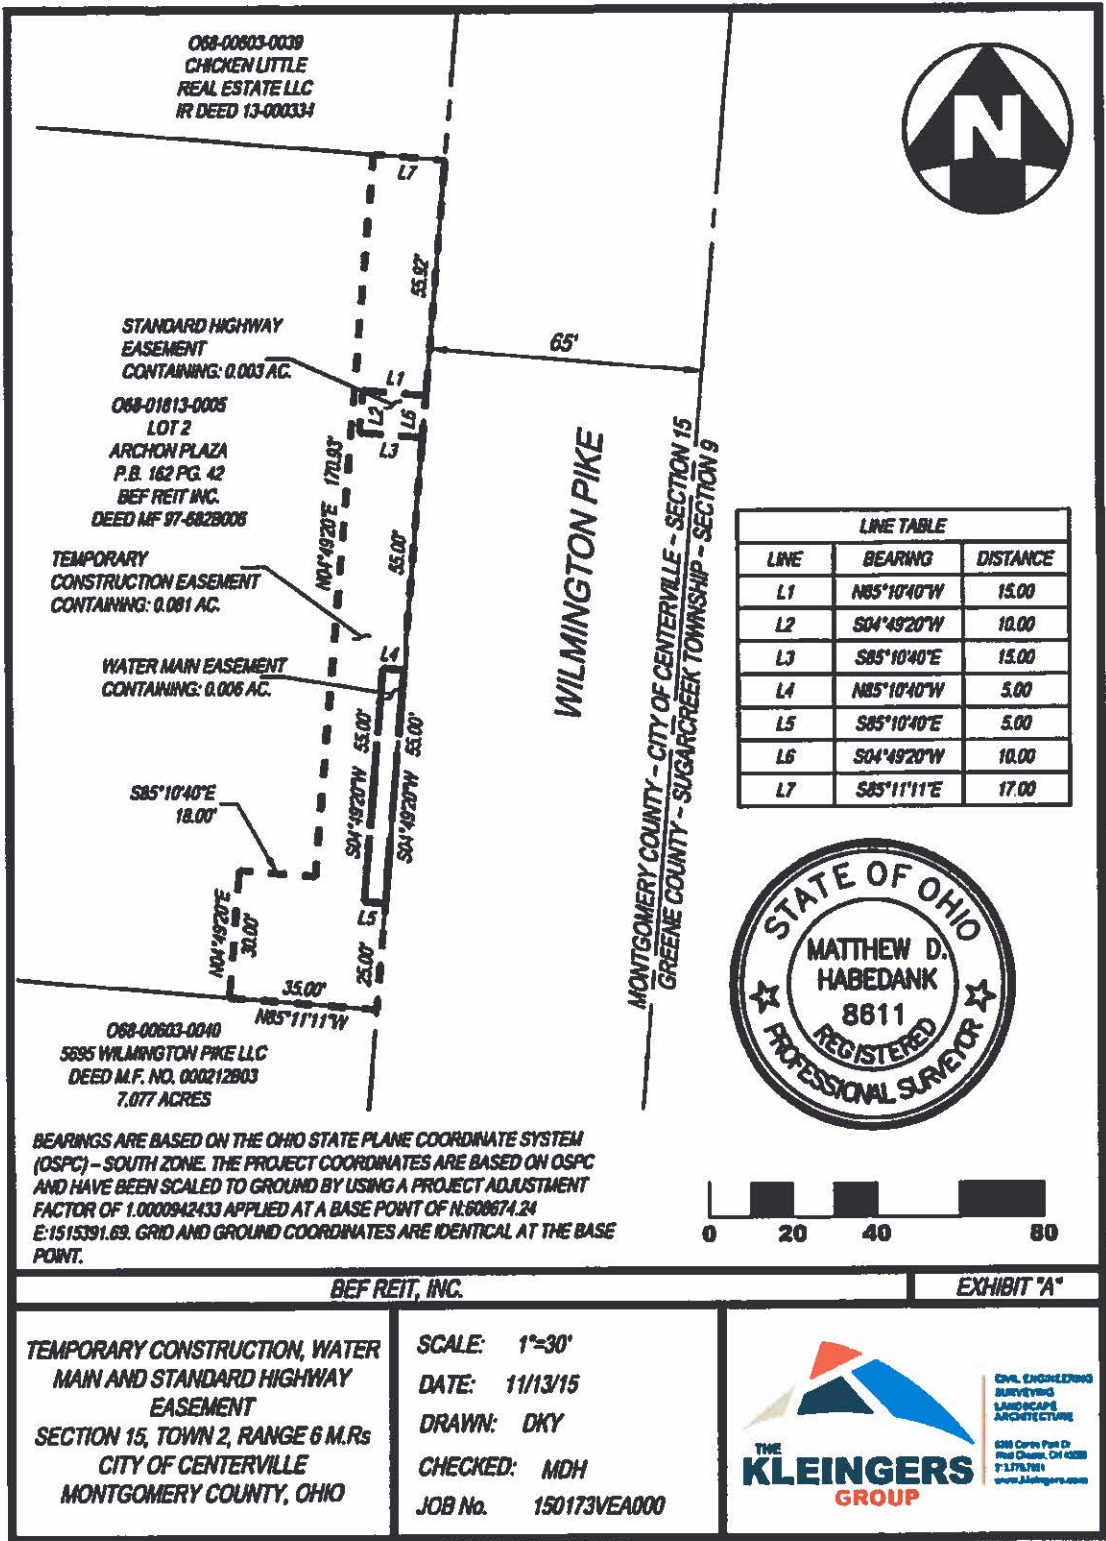 O68-00603-0039
CHICKEN LITTLE
REAL ESTATE LLC
IR DEED 13-000334
N
L7
55.92'
STANDARD HIGHWAY
EASEMENT
CONTAINING: 0.003 AC.
65'
L1
L2
L6
L3
O68-01813-0005
LOT 2
ARCHON PLAZA
P.B. 162 PG. 42
BEF REIT INC.
DEED MF 97-682B006
N04°49'20"E 170.93'
55.00'
TEMPORARY
CONSTRUCTION EASEMENT
CONTAINING: 0.081 AC.
WATER MAIN EASEMENT
CONTAINING: 0.006 AC.
L4
S04°49'20"W 55.00'
S04°49'20"W 55.00'
S85°10'40"E
18.00'
N04°49'20"E
30.00'
L5
25.00'
35.00'
N85°11'11"W
O68-00603-0040
5695 WILMINGTON PIKE LLC
DEED M.F. NO. 000212B03
7.077 ACRES
WILMINGTON PIKE
MONTGOMERY COUNTY - CITY OF CENTERVILLE - SECTION 15
GREENE COUNTY - SUGARCREEK TOWNSHIP - SECTION 9
LINE TABLE
LINE BEARING DISTANCE
L1 N85°10'40"W 15.00
L2 S04°49'20"W 10.00
L3 S85°10'40"E 15.00
L4 N85°10'40"W 5.00
L5 S85°10'40"E 5.00
L6 S04°49'20"W 10.00
L7 S85°11'11"E 17.00
STATE OF OHIO
MATTHEW D.
HABEDANK
8611
REGISTERED
PROFESSIONAL SURVEYOR
BEARINGS ARE BASED ON THE OHIO STATE PLANE COORDINATE SYSTEM
(OSPC) - SOUTH ZONE. THE PROJECT COORDINATES ARE BASED ON OSPC
AND HAVE BEEN SCALED TO GROUND BY USING A PROJECT ADJUSTMENT
FACTOR OF 1.0000942433 APPLIED AT A BASE POINT OF N:608674.24
E:1515391.69. GRID AND GROUND COORDINATES ARE IDENTICAL AT THE BASE
POINT.
0 20 40 80
BEF REIT, INC.
EXHIBIT "A"
TEMPORARY CONSTRUCTION, WATER
MAIN AND STANDARD HIGHWAY
EASEMENT
SECTION 15, TOWN 2, RANGE 6 M.Rs
CITY OF CENTERVILLE
MONTGOMERY COUNTY, OHIO
SCALE: 1"=30'
DATE: 11/13/15
DRAWN: DKY
CHECKED: MDH
JOB No. 150173VEA000
THE
KLEINGERS
GROUP
CIVIL ENGINEERING
SURVEYING
LANDSCAPE
ARCHITECTURE
www.kleingers.com